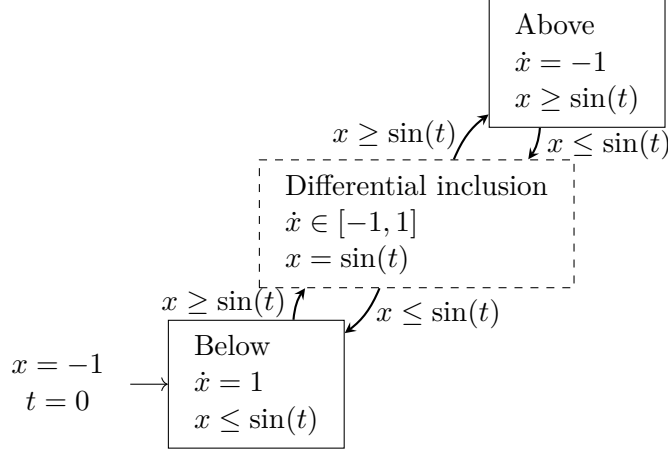 Above
ẋ = −1
x ≥ sin(t)
x ≥ sin(t)
x ≤ sin(t)
Differential inclusion
ẋ ∈ [−1, 1]
x = sin(t)
x ≥ sin(t)
x ≤ sin(t)
Below
ẋ = 1
x ≤ sin(t)
x = −1
t = 0